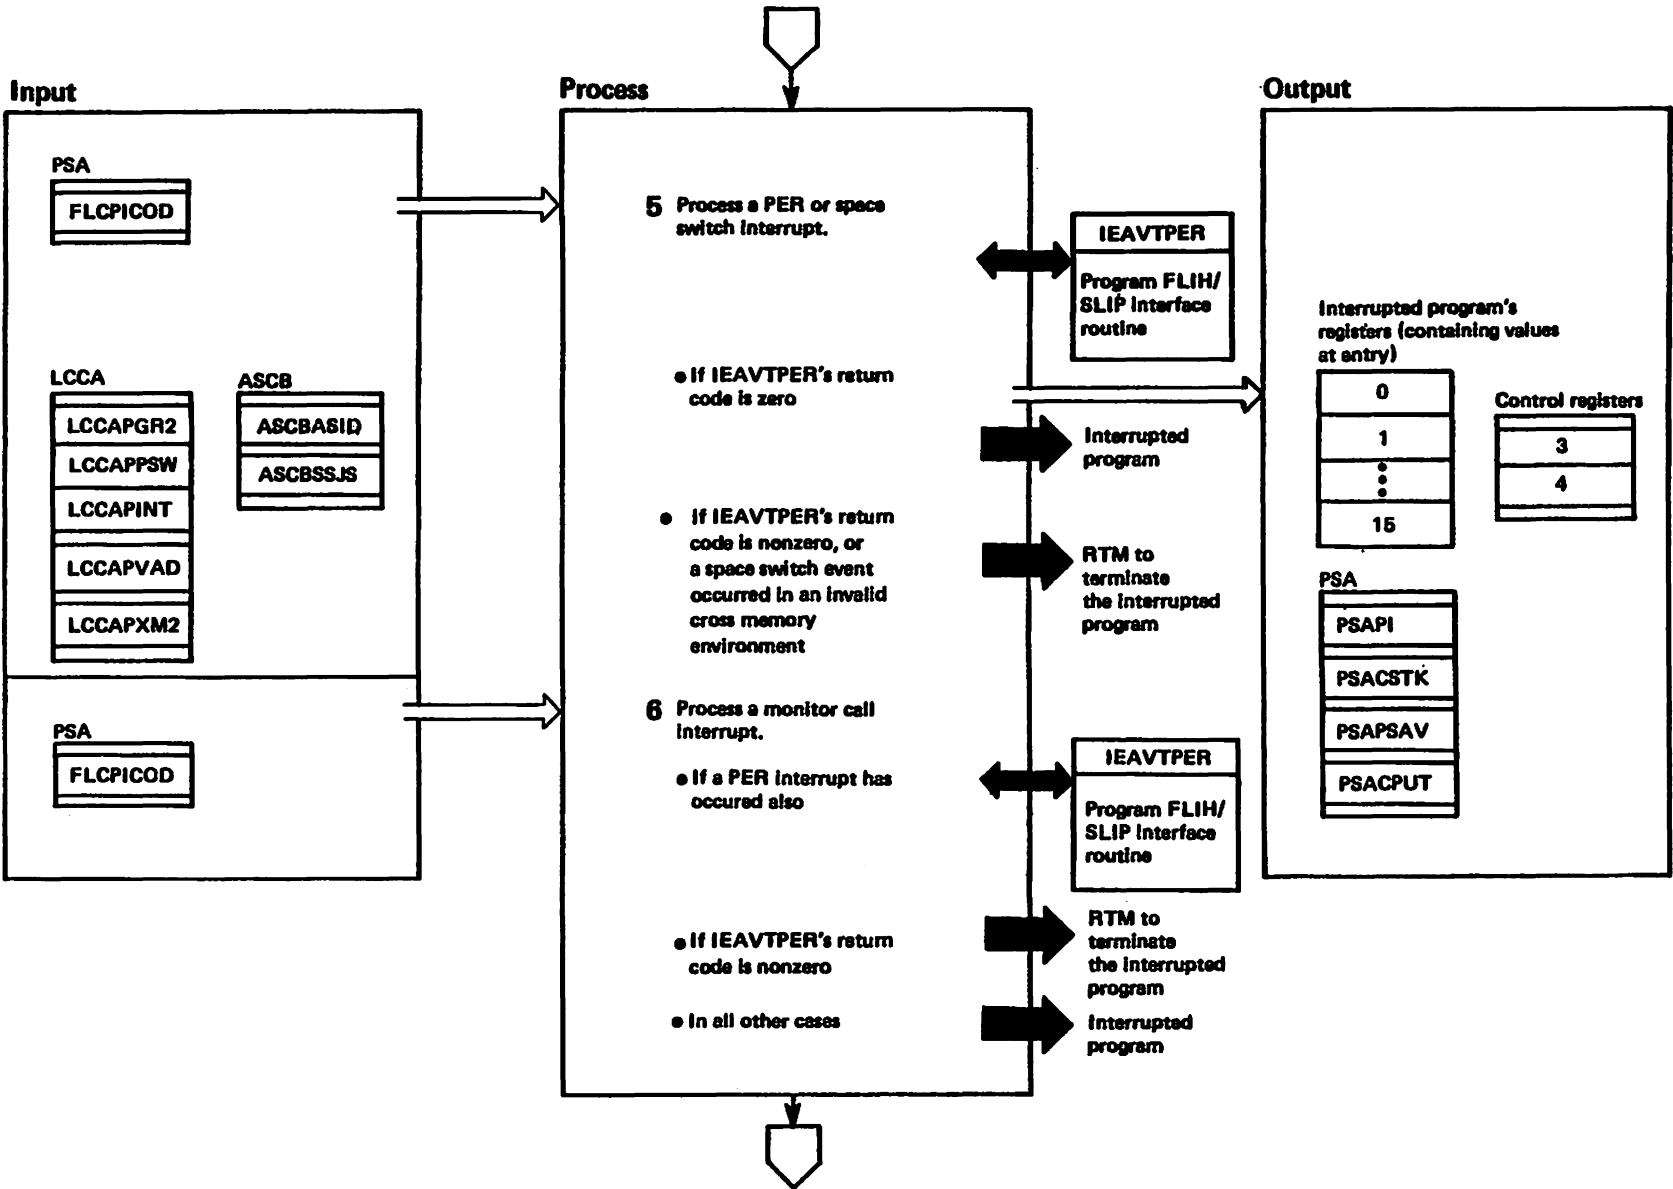 Input
PSA
FLCPICOD
LCCA
LCCAPGR2
LCCAPPSW
LCCAPINT
LCCAPVAD
LCCAPXM2
ASCB
ASCBASID
ASCBSSJS
PSA
FLCPICOD
Process
5 Process a PER or space
switch interrupt.
• If IEAVTPER's return
code is zero
• If IEAVTPER's return
code is nonzero, or
a space switch event
occurred in an invalid
cross memory
environment
6 Process a monitor call
interrupt.
• If a PER interrupt has
occured also
• If IEAVTPER's return
code is nonzero
• In all other cases
IEAVTPER
Program FLIH/
SLIP interface
routine
Interrupted
program
RTM to
terminate
the interrupted
program
IEAVTPER
Program FLIH/
SLIP interface
routine
RTM to
terminate
the interrupted
program
Interrupted
program
Output
Interrupted program's
registers (containing values
at entry)
0
1
15
Control registers
3
4
PSA
PSAPI
PSACSTK
PSAPSAV
PSACPUT